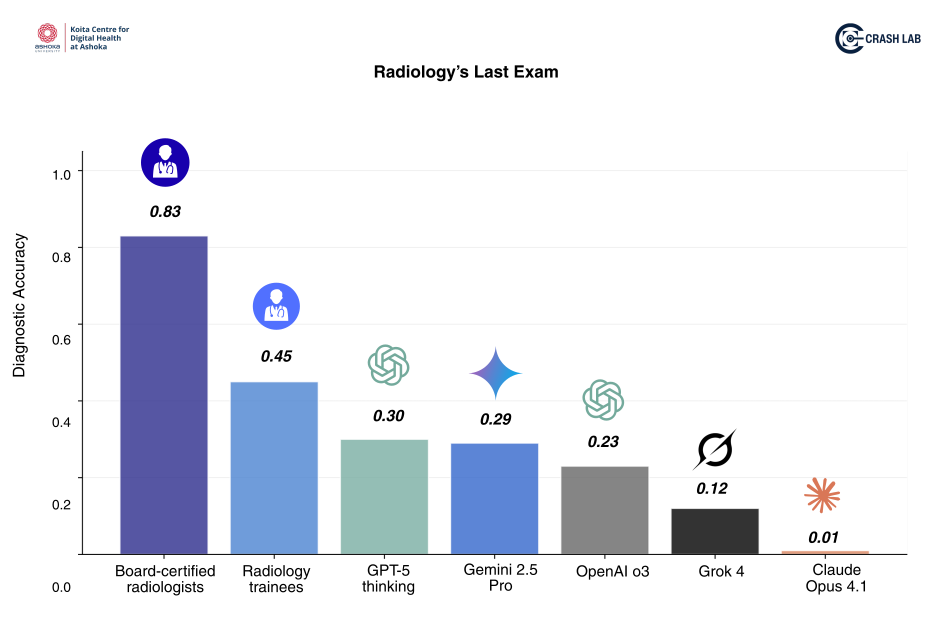 Koita Centre for
Digital Health
at Ashoka
ASHOKA
UNIVERSITY
CRASH LAB
Radiology's Last Exam
Diagnostic Accuracy
1.0
0.8
0.6
0.4
0.2
0.0
0.83
0.45
0.30
0.29
0.23
0.12
0.01
Board-certified
radiologists
Radiology
trainees
GPT-5
thinking
Gemini 2.5
Pro
OpenAI o3
Grok 4
Claude
Opus 4.1